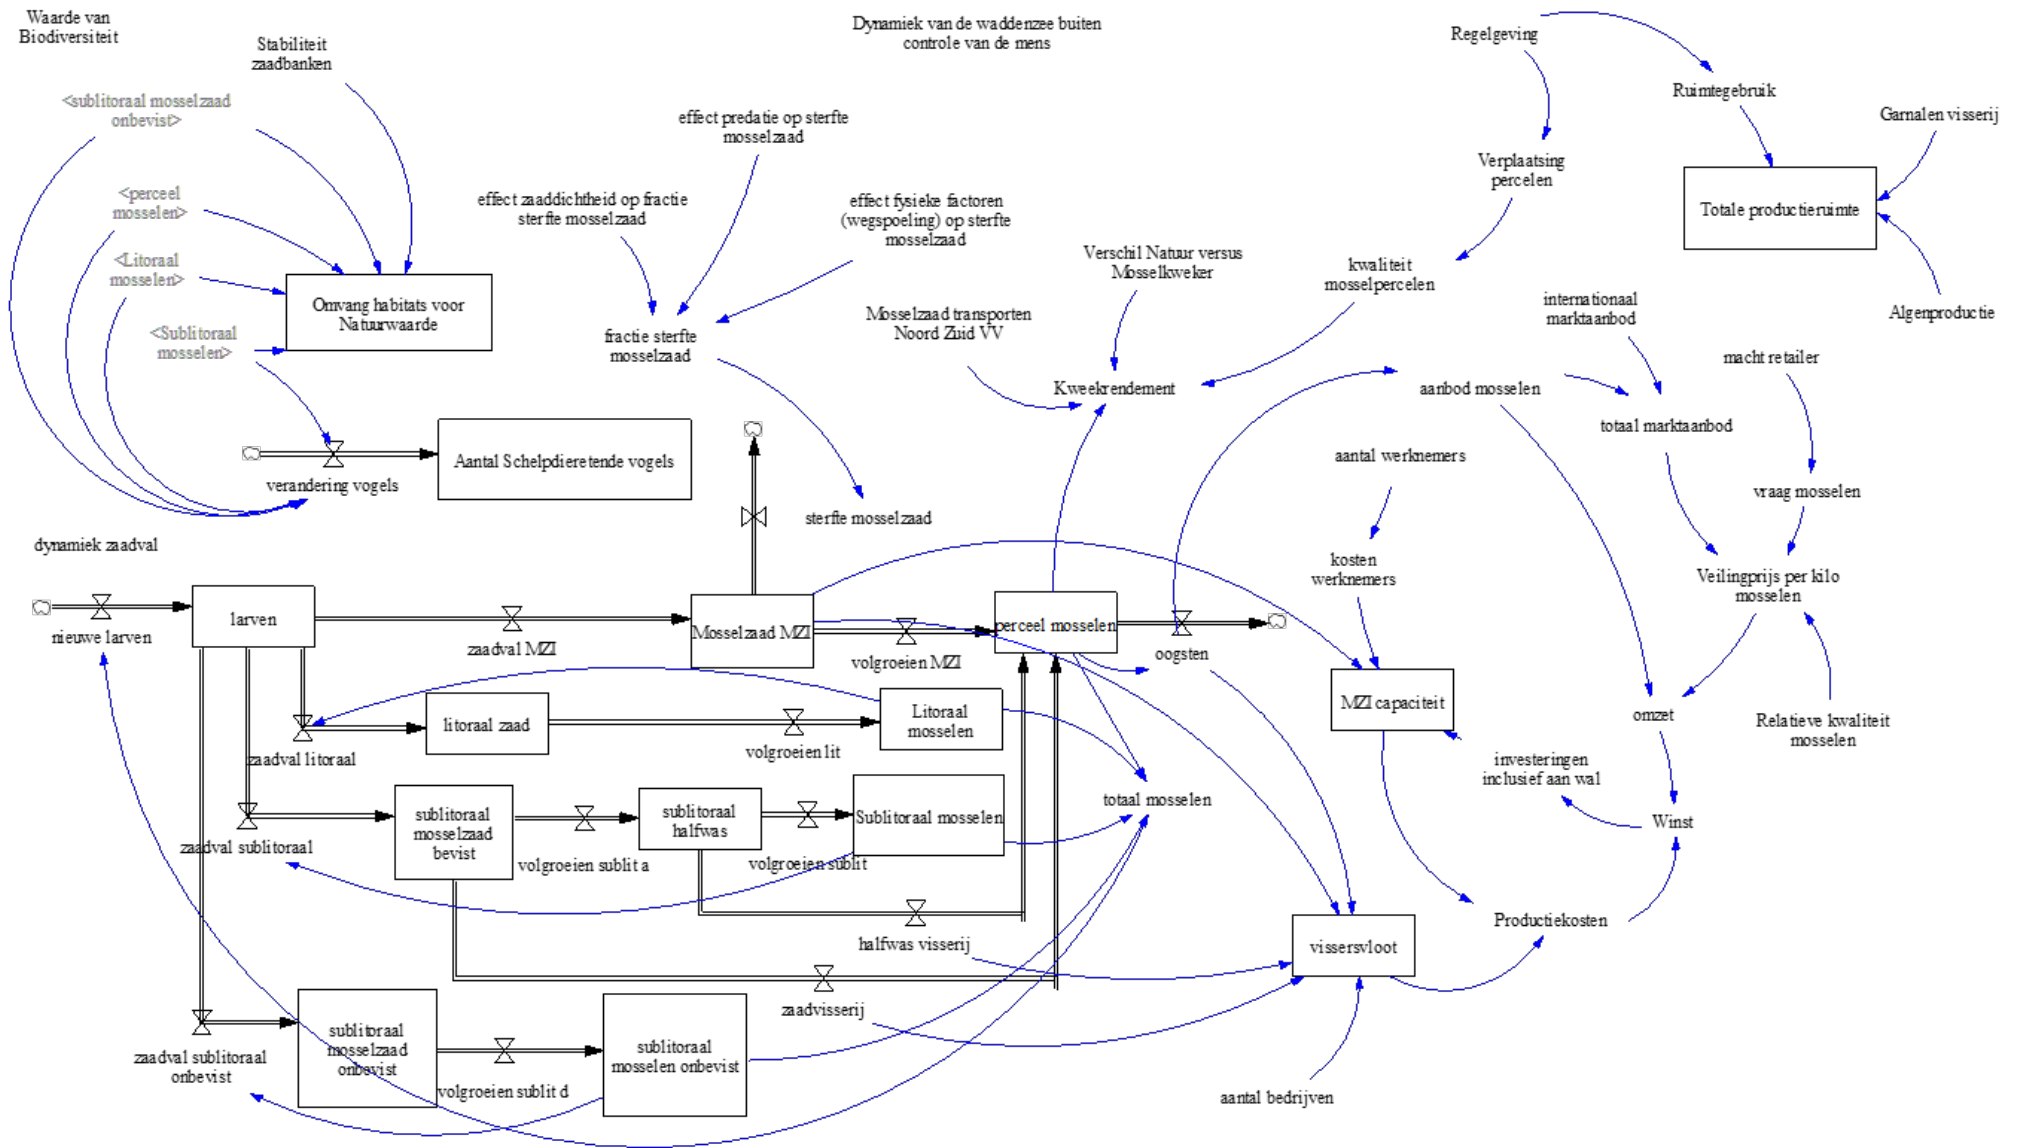 Waarde van
Biodiversiteit
Stabiliteit
zaadbanken
Dynamiek van de waddenzee buiten
controle van de mens
Regelgeving
Ruimtegebruik
Garnalen visserij
<sublitoraal mosselzaad
onbevist>
effect predatie op sterfte
mosselzaad
Verplaatsing
percelen
Totale productieruimte
<perceel
mosselen>
effect zaaddichtheid op fractie
sterfte mosselzaad
effect fysieke factoren
(wegspoeling) op sterfte
mosselzaad
Verschil Natuur versus
Mosselkweker
kwaliteit
mosselpercelen
<Litoraal
mosselen>
Omvang habitats voor
Natuurwaarde
Mosselzaad transporten
Noord Zuid VV
internationaal
marktaanbod
Algenproductie
<Sublitoraal
mosselen>
fractie sterfte
mosselzaad
macht retailer
Kweekrendement
aanbod mosselen
totaal marktaanbod
Aantal Schelpdieretende vogels
verandering vogels
aantal werknemers
vraag mosselen
sterfte mosselzaad
dynamiek zaadval
kosten
werknemers
Veilingprijs per kilo
mosselen
larven
nieuwe larven
zaadval MZI
Mosselzaad MZI
volgroeien MZI
perceel mosselen
oogsten
MZI capaciteit
omzet
Relatieve kwaliteit
mosselen
litoraal zaad
zaadval litoraal
volgroeien lit
Litoraal
mosselen
investeringen
inclusief aan wal
Winst
sublitoraal
mosselzaad
bevist
zaadval sublitoraal
volgroeien sublit a
sublitoraal
halfwas
volgroeien sublit
Sublitoraal mosselen
totaal mosselen
halfwas visserij
vissersvloot
Productiekosten
zaadvisserij
sublitoraal
mosselzaad
onbevist
zaadval sublitoraal
onbevist
volgroeien sublit d
sublitoraal
mosselen onbevist
aantal bedrijven